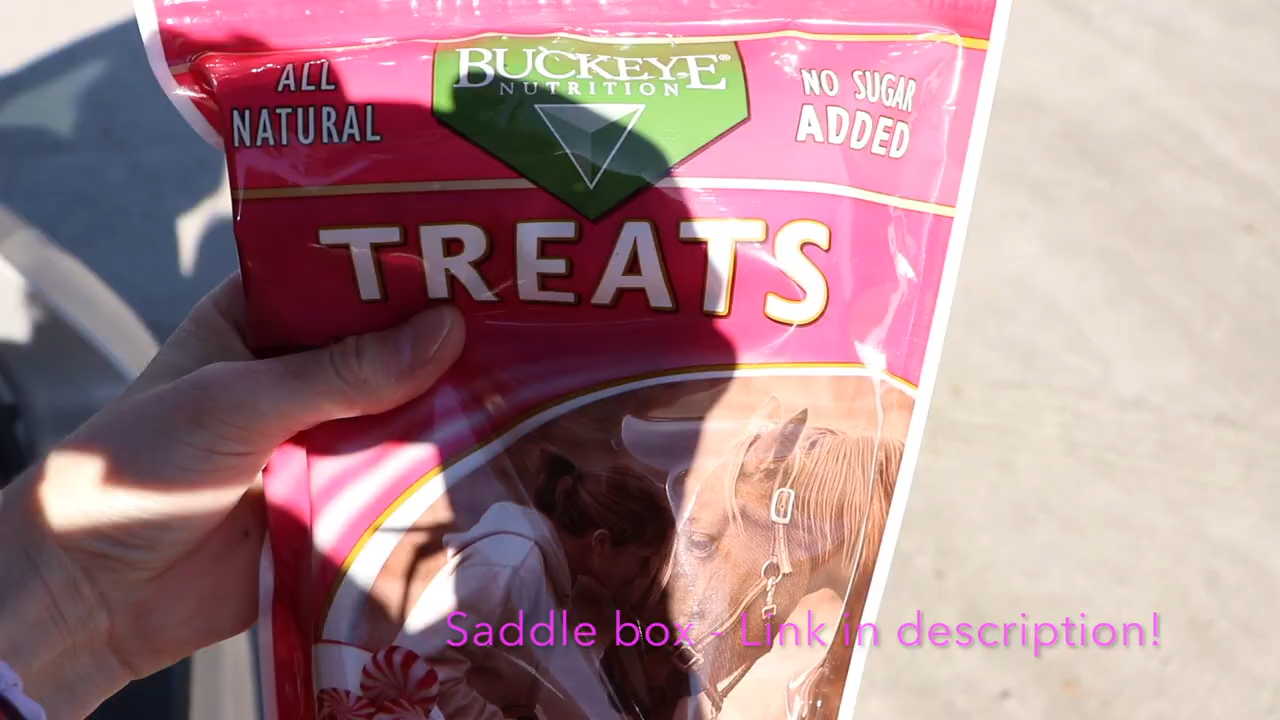 BUCKEYE®
NUTRITION
ALL
NATURAL
NO SUGAR
ADDED
TREATS
Saddle box - Link in description!